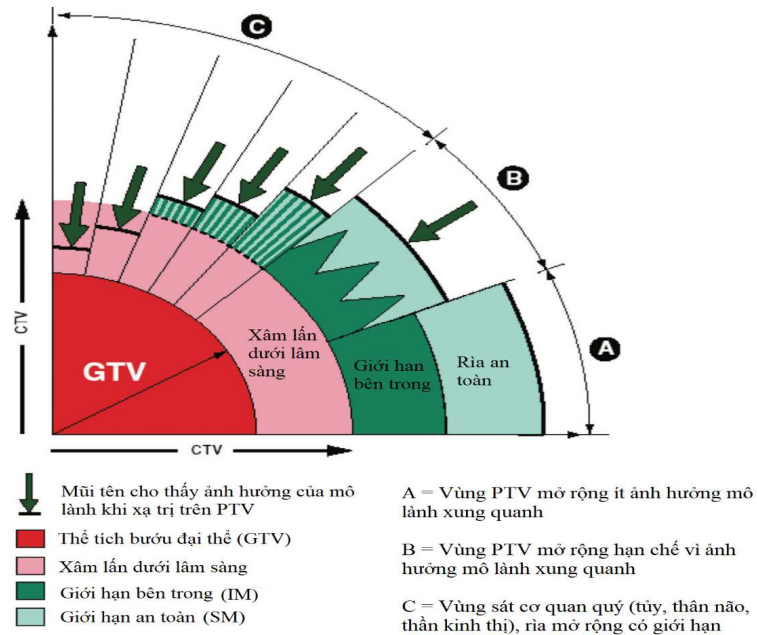 C
B
A
CTV
GTV
Xâm lấn
dưới lâm
sàng
Giới han
bên trong
Rìa an
toàn
CTV
Mũi tên cho thấy ảnh hưởng của mô
lành khi xạ trị trên PTV
Thể tích bướu đại thể (GTV)
Xâm lấn dưới lâm sàng
Giới hạn bên trong (IM)
Giới hạn an toàn (SM)
A = Vùng PTV mở rộng ít ảnh hưởng mô
lành xung quanh
B = Vùng PTV mở rộng hạn chế vì ảnh
hưởng mô lành xung quanh
C = Vùng sát cơ quan quý (tủy, thân não,
thần kinh thị), rìa mở rộng có giới hạn